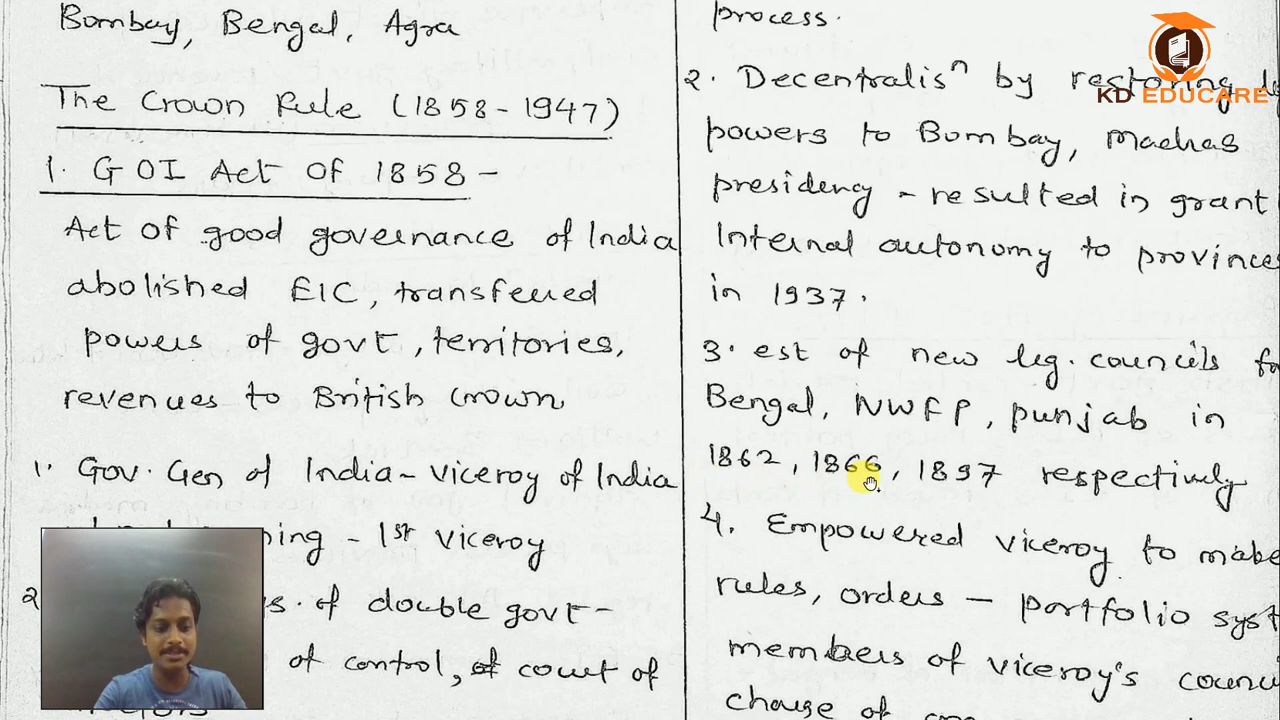 Bombay, Bengal, Agra
The Crown Rule (1858-1947)
1. GOI Act Of 1858 -
Act of good governance of India
abolished EIC, transferred
powers of govt, territories,
revenues to British Crown
1. Gov. Gen of India - Viceroy of India
- 1st viceroy
2
of double govt -
of control, of court of
process.
2. Decentralisn by restoring
powers to Bombay, Madras
presidency - resulted in grant
Internal autonomy to provinces
in 1937.
3. est of new leg. councils
Bengal, NWFP, punjab in
1862, 1866, 1897 respectively
4. Empowered viceroy to make
rules, orders - portfolio
members of viceroy's
charge of
KD EDUCARE